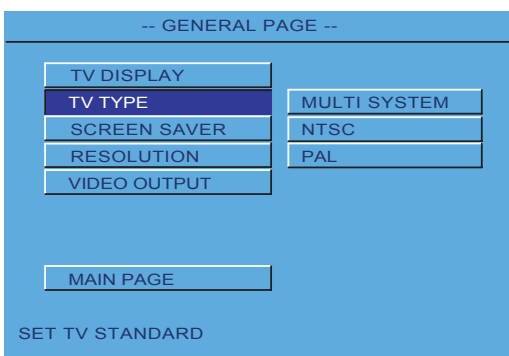 -- GENERAL PAGE --
TV DISPLAY
TV TYPE
MULTI SYSTEM
SCREEN SAVER
NTSC
RESOLUTION
PAL
VIDEO OUTPUT
MAIN PAGE
SET TV STANDARD